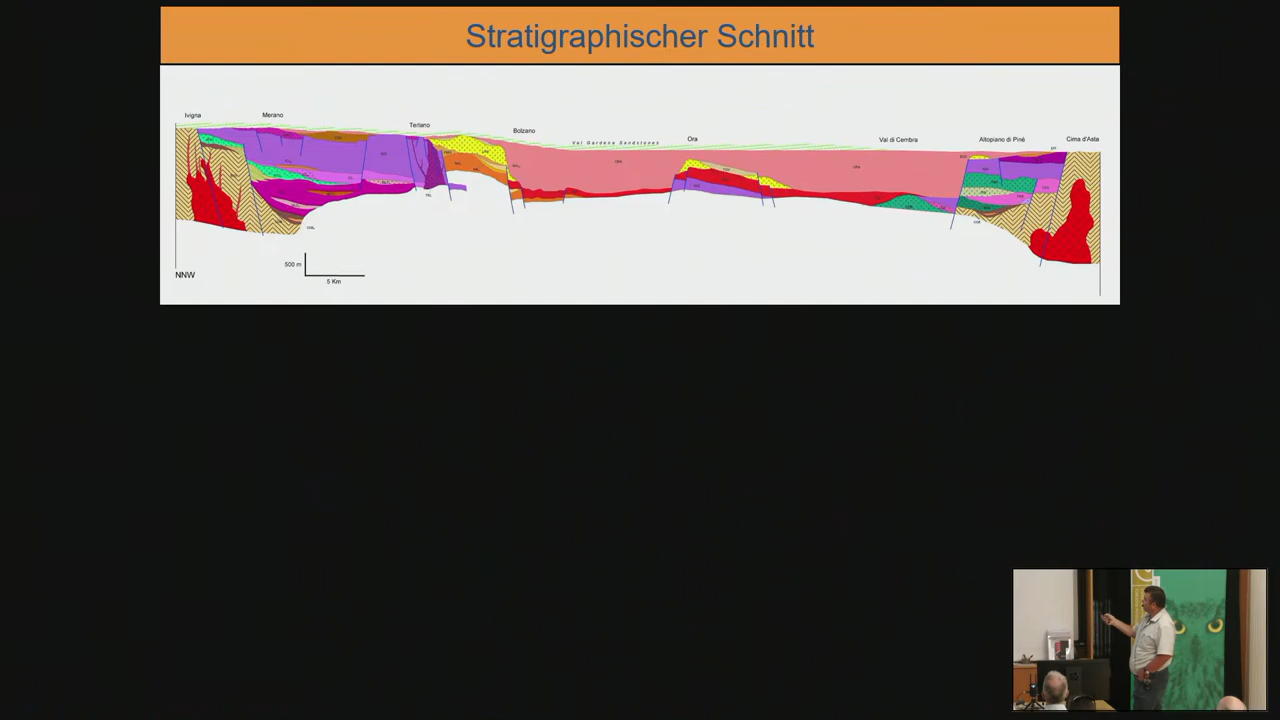 Stratigraphischer Schnitt
Ivigna
Merano
Terlano
Bolzano
Val Gardena Sandstones
Ora
Val di Cembra
Altopiano di Piné
Cima d'Asta
NNW
500 m
5 Km